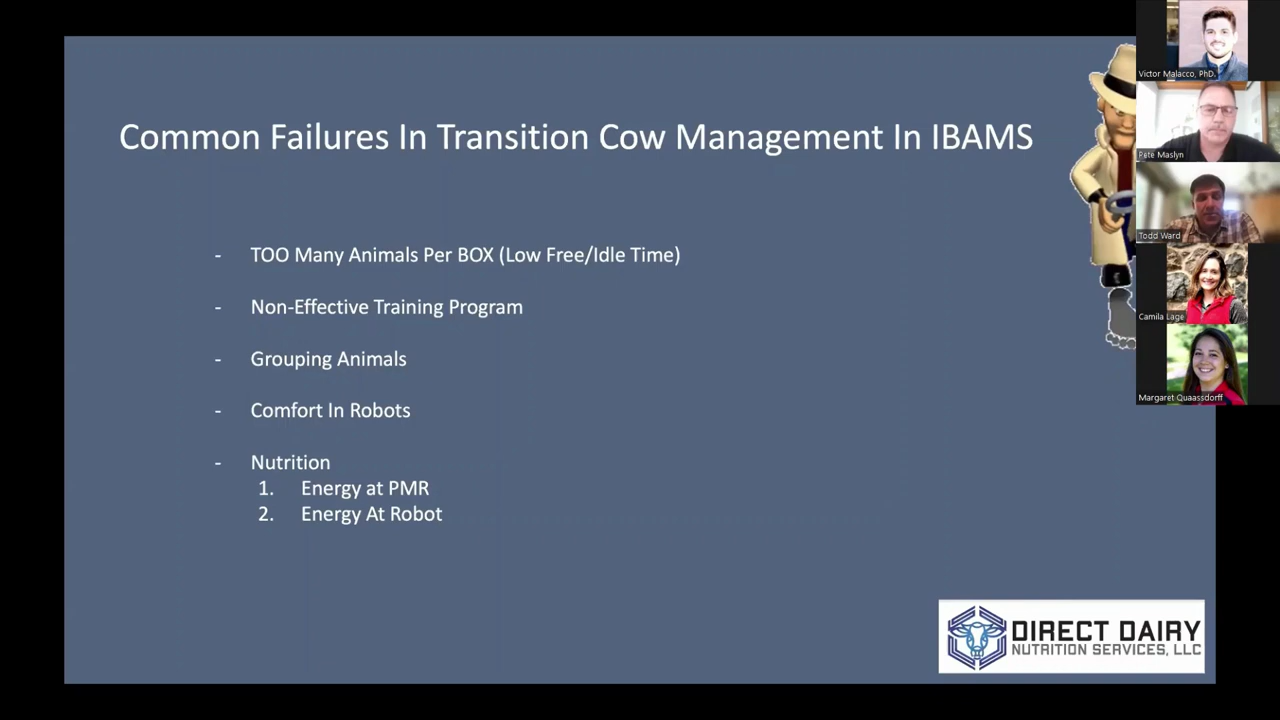 Common Failures In Transition Cow Management In IBAMS
- TOO Many Animals Per BOX (Low Free/Idle Time)
- Non-Effective Training Program
- Grouping Animals
- Comfort In Robots
- Nutrition
1. Energy at PMR
2. Energy At Robot
DIRECT DAIRY
NUTRITION SERVICES, LLC
Victor Malacco, PhD.
Pete Maslyn
Todd Ward
Camila Lage
Margaret Quaassdorff